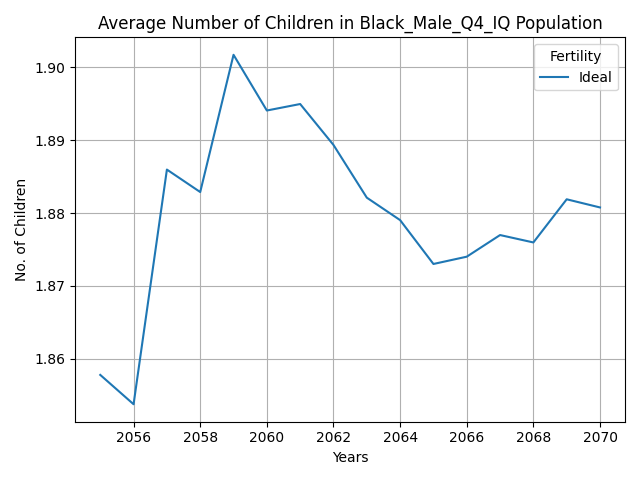 Average Number of Children in Black_Male_Q4_IQ Population
Fertility
Ideal
1.90
1.89
1.88
1.87
1.86
No. of Children
2056 2058 2060 2062 2064 2066 2068 2070
Years